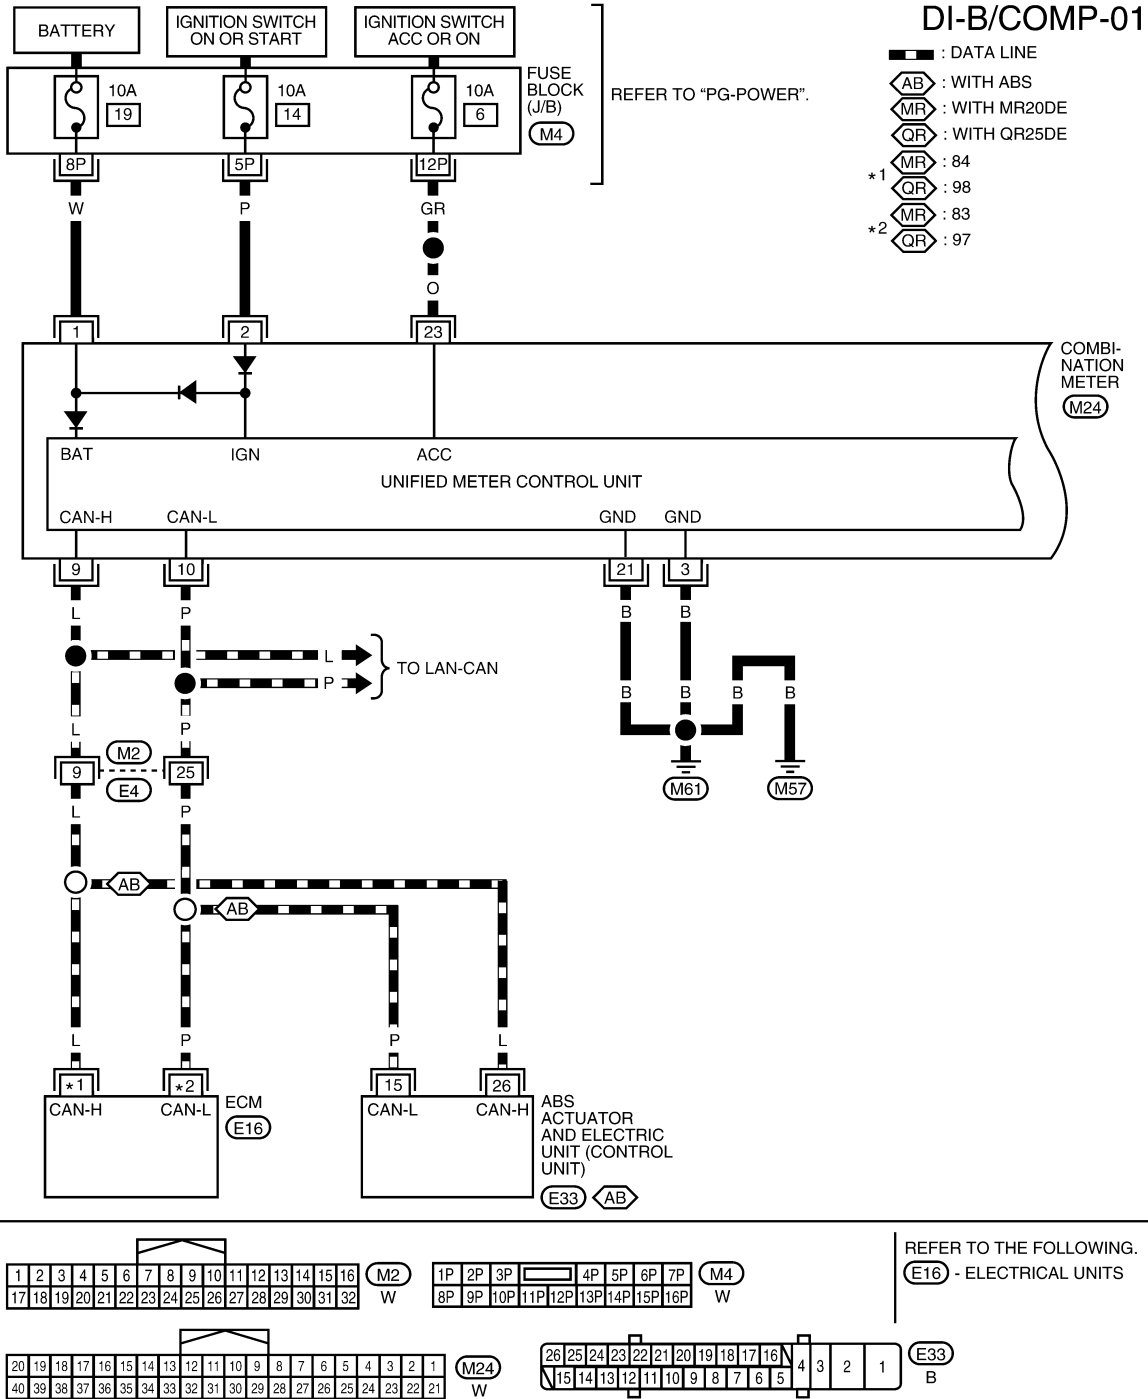 DI-B/COMP-01
BATTERY
IGNITION SWITCH
ON OR START
IGNITION SWITCH
ACC OR ON
10A
19
10A
14
10A
6
FUSE
BLOCK
(J/B)
M4
REFER TO “PG-POWER”.
: DATA LINE
AB : WITH ABS
MR : WITH MR20DE
QR : WITH QR25DE
*1
MR : 84
QR : 98
*2
MR : 83
QR : 97
8P 5P 12P
W P GR
O
1 2 23
COMBI-
NATION
METER
M24
BAT IGN ACC
UNIFIED METER CONTROL UNIT
CAN-H CAN-L GND GND
9 10 21 3
L P B B
L
P
TO LAN-CAN
B B B B
L P
M2
9 25
E4
M61 M57
L P
AB
AB
L P P L
*1 *2 15 26
CAN-H CAN-L
ECM
E16
CAN-L CAN-H
ABS
ACTUATOR
AND ELECTRIC
UNIT (CONTROL
UNIT)
E33 AB
1 2 3 4 5 6 7 8 9 10 11 12 13 14 15 16
17 18 19 20 21 22 23 24 25 26 27 28 29 30 31 32
M2
W
1P 2P 3P 4P 5P 6P 7P
8P 9P 10P 11P 12P 13P 14P 15P 16P
M4
W
REFER TO THE FOLLOWING.
E16 - ELECTRICAL UNITS
20 19 18 17 16 15 14 13 12 11 10 9 8 7 6 5 4 3 2 1
40 39 38 37 36 35 34 33 32 31 30 29 28 27 26 25 24 23 22 21
M24
W
26 25 24 23 22 21 20 19 18 17 16 4 3 2 1
15 14 13 12 11 10 9 8 7 6 5
E33
B